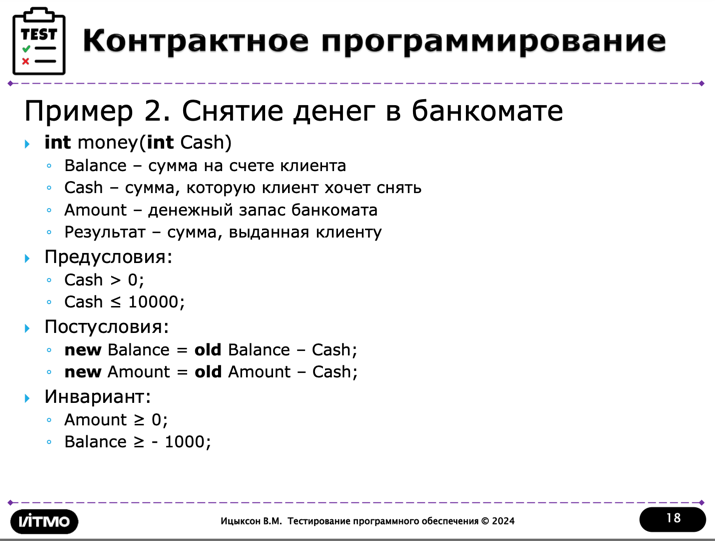 TEST
Контрактное программирование
Пример 2. Снятие денег в банкомате
int money(int Cash)
Balance – сумма на счете клиента
Cash – сумма, которую клиент хочет снять
Amount – денежный запас банкомата
Результат – сумма, выданная клиенту
Предусловия:
Cash > 0;
Cash ≤ 10000;
Постусловия:
new Balance = old Balance – Cash;
new Amount = old Amount – Cash;
Инвариант:
Amount ≥ 0;
Balance ≥ - 1000;
ИТМО
Ицыксон В.М. Тестирование программного обеспечения © 2024
18